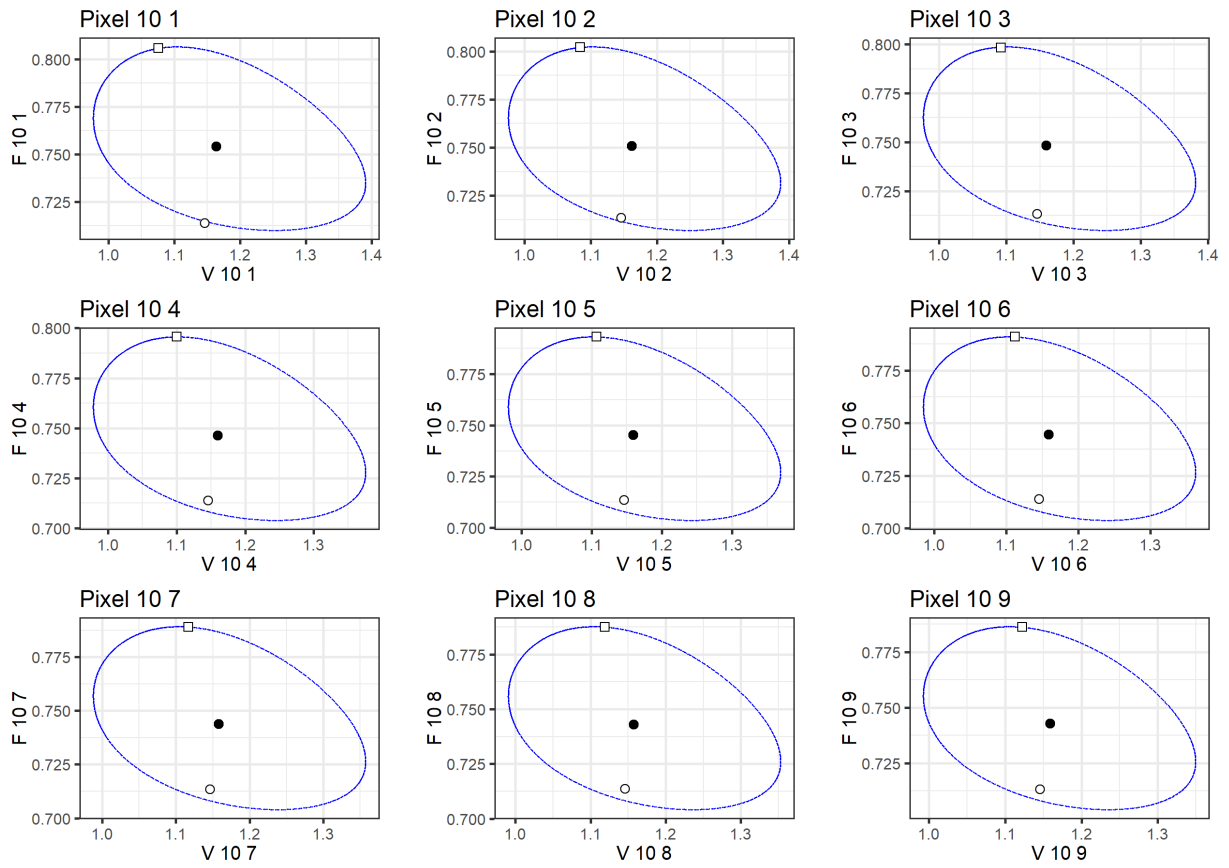 Pixel 10 1 Pixel 10 2 Pixel 10 3
0.800 0.800 0.800
0.775 0.775 0.775
0.750 0.750 0.750
0.725 0.725 0.725
F 10 1 F 10 2 F 10 3
1.0 1.1 1.2 1.3 1.4 1.0 1.1 1.2 1.3 1.4 1.0 1.1 1.2 1.3 1.4
V 10 1 V 10 2 V 10 3
Pixel 10 4 Pixel 10 5 Pixel 10 6
0.800
0.775 0.775 0.775
0.750 0.750 0.750
0.725 0.725 0.725
0.700 0.700 0.700
F 10 4 F 10 5 F 10 6
1.0 1.1 1.2 1.3 1.0 1.1 1.2 1.3 1.0 1.1 1.2 1.3
V 10 4 V 10 5 V 10 6
Pixel 10 7 Pixel 10 8 Pixel 10 9
0.775 0.775 0.775
0.750 0.750 0.750
0.725 0.725 0.725
0.700 0.700
F 10 7 F 10 8 F 10 9
1.0 1.1 1.2 1.3 1.0 1.1 1.2 1.3 1.0 1.1 1.2 1.3
V 10 7 V 10 8 V 10 9